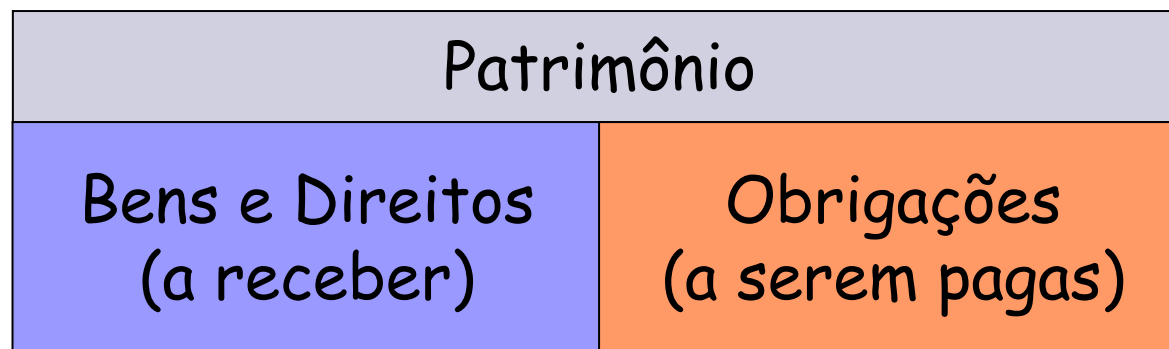 Patrimônio
Bens e Direitos
(a receber)
Obrigações
(a serem pagas)